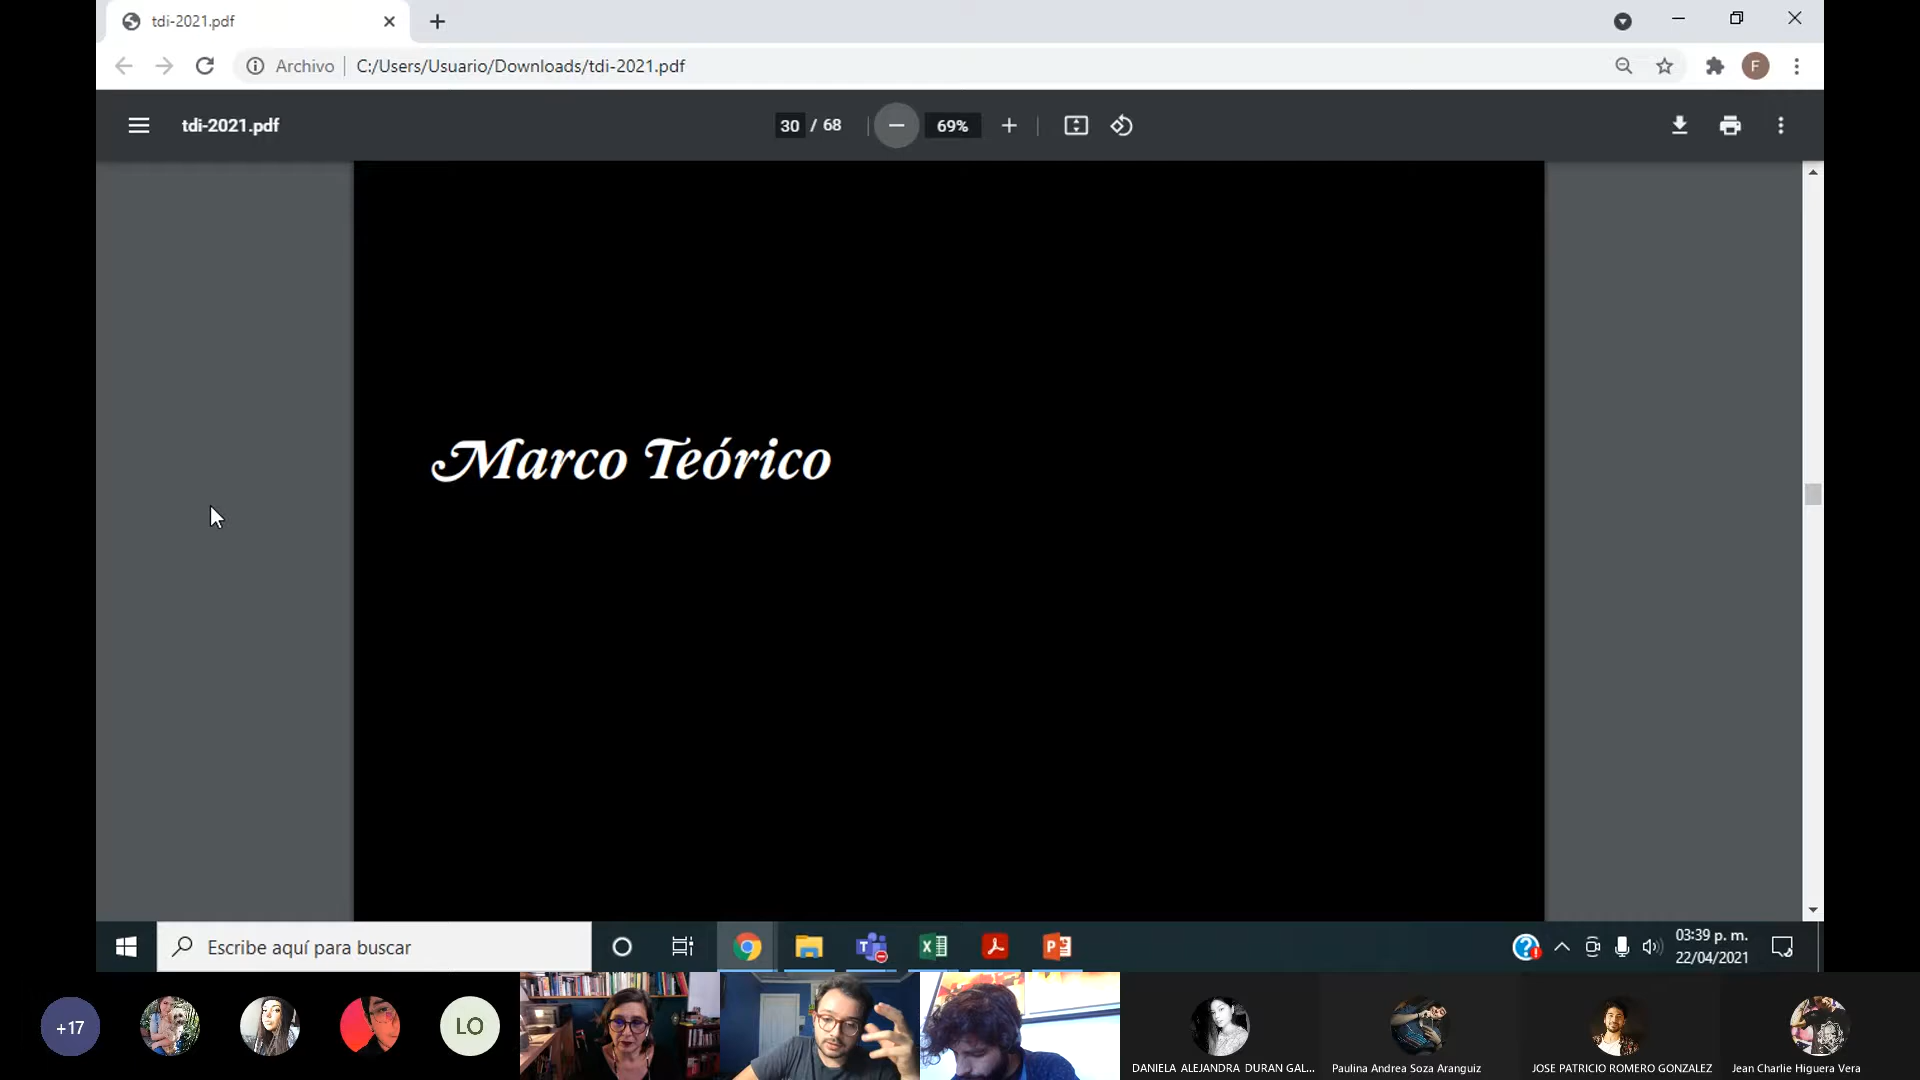 tdi-2021.pdf
Archivo
C:/Users/Usuario/Downloads/tdi-2021.pdf
F
tdi-2021.pdf
30 / 68
69%
Marco Teórico
Escribe aquí para buscar
03:39 p. m.
22/04/2021
+17
LO
DANIELA ALEJANDRA DURAN GAL...
Paulina Andrea Soza Aranguiz
JOSE PATRICIO ROMERO GONZALEZ
Jean Charlie Higuera Vera